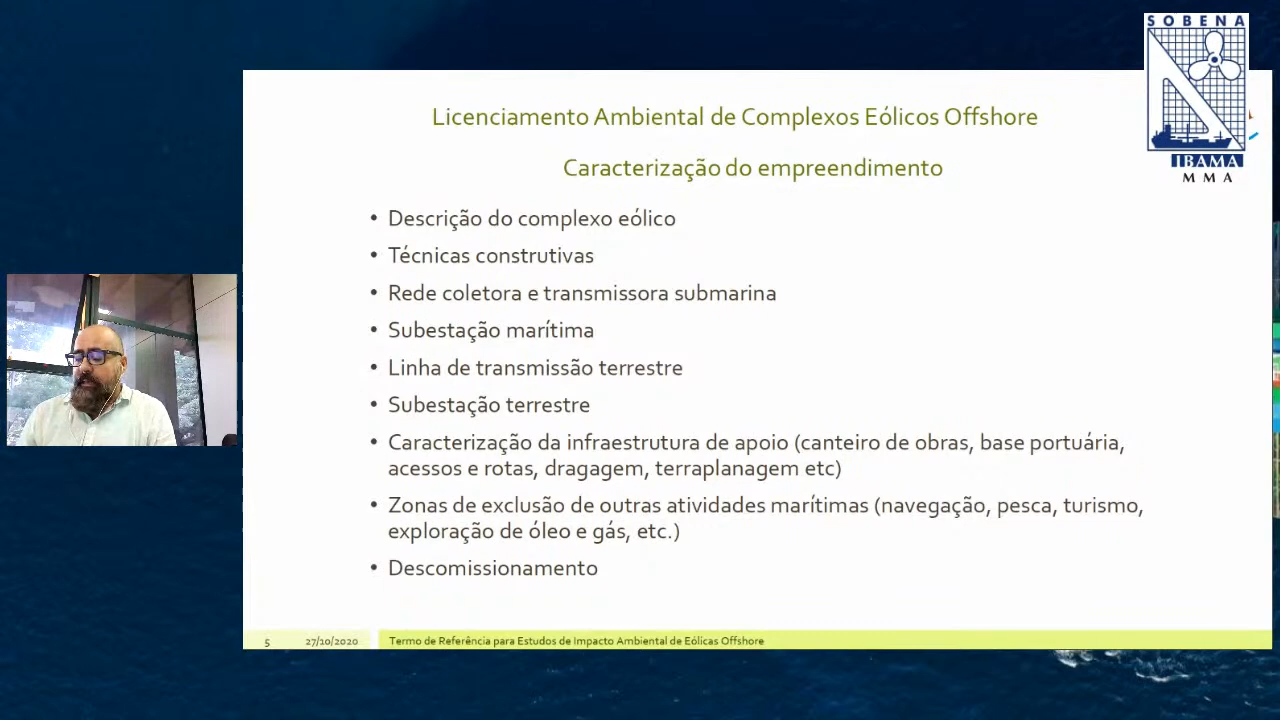 SOBENA
Licenciamento Ambiental de Complexos Eólicos Offshore
Caracterização do empreendimento
IBAMA
MMA
• Descrição do complexo eólico
• Técnicas construtivas
• Rede coletora e transmissora submarina
• Subestação marítima
• Linha de transmissão terrestre
• Subestação terrestre
• Caracterização da infraestrutura de apoio (canteiro de obras, base portuária,
acessos e rotas, dragagem, terraplanagem etc)
• Zonas de exclusão de outras atividades marítimas (navegação, pesca, turismo,
exploração de óleo e gás, etc.)
• Descomissionamento
5 27/10/2020 Termo de Referência para Estudos de Impacto Ambiental de Eólicas Offshore